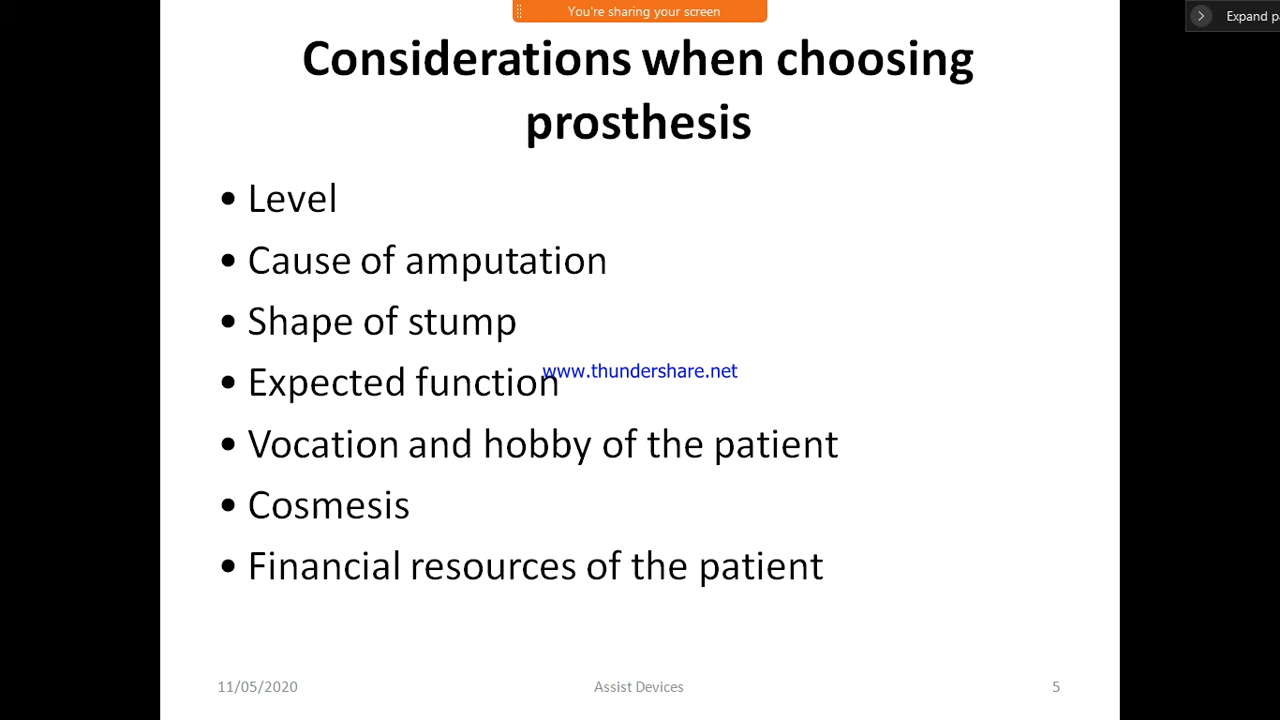 You're sharing your screen
Expand p
Considerations when choosing
prosthesis
• Level
• Cause of amputation
• Shape of stump
• Expected function
www.thundershare.net
• Vocation and hobby of the patient
• Cosmesis
• Financial resources of the patient
11/05/2020 Assist Devices 5